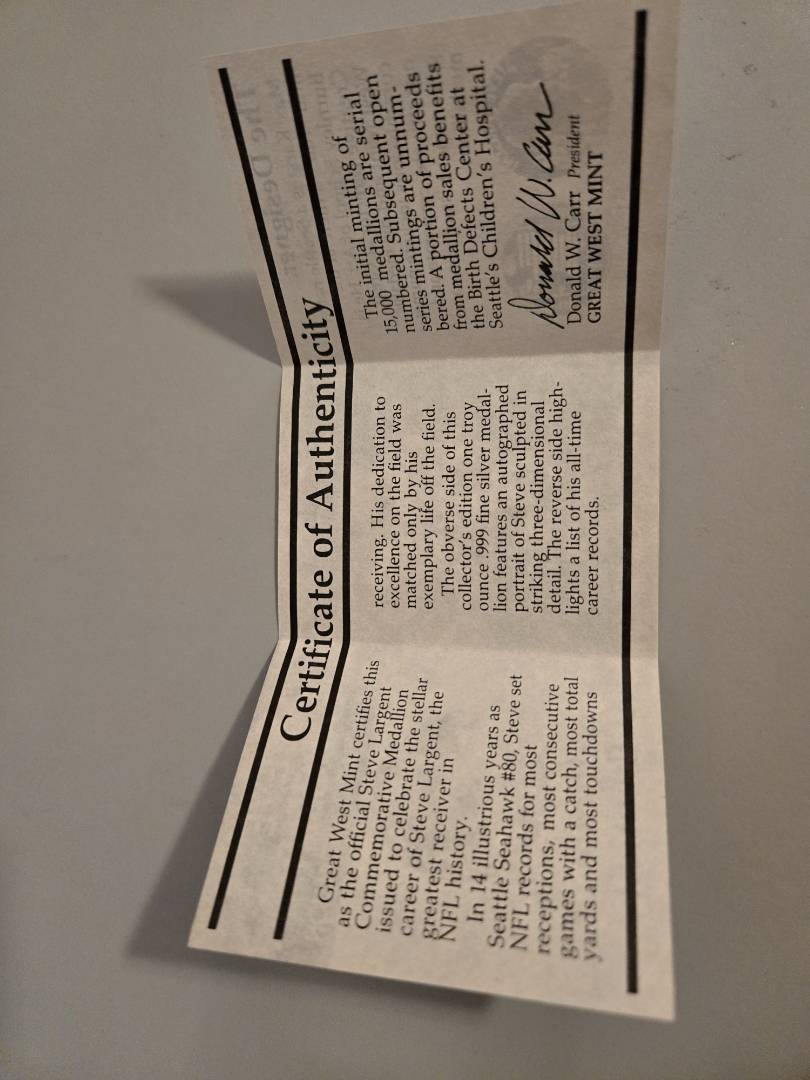 Certificate of Authenticity
Great West Mint certifies this
as the official Steve Largent
Commemorative Medallion
issued to celebrate the stellar
career of Steve Largent, the
greatest receiver in
NFL history.
In 14 illustrious years as
Seattle Seahawk #80, Steve set
NFL records for most
receptions, most consecutive
games with a catch, most total
yards and most touchdowns
receiving. His dedication to
excellence on the field was
matched only by his
exemplary life off the field.
The obverse side of this
collector's edition one troy
ounce .999 fine silver medal-
lion features an autographed
portrait of Steve sculpted in
striking three-dimensional
detail. The reverse side high-
lights a list of his all-time
career records.
The initial minting of
15,000 medallions are serial
numbered. Subsequent open
series mintings are unnum-
bered. A portion of proceeds
from medallion sales benefits
the Birth Defects Center at
Seattle's Children's Hospital.
Donald W. Carr
Donald W. Carr President
GREAT WEST MINT